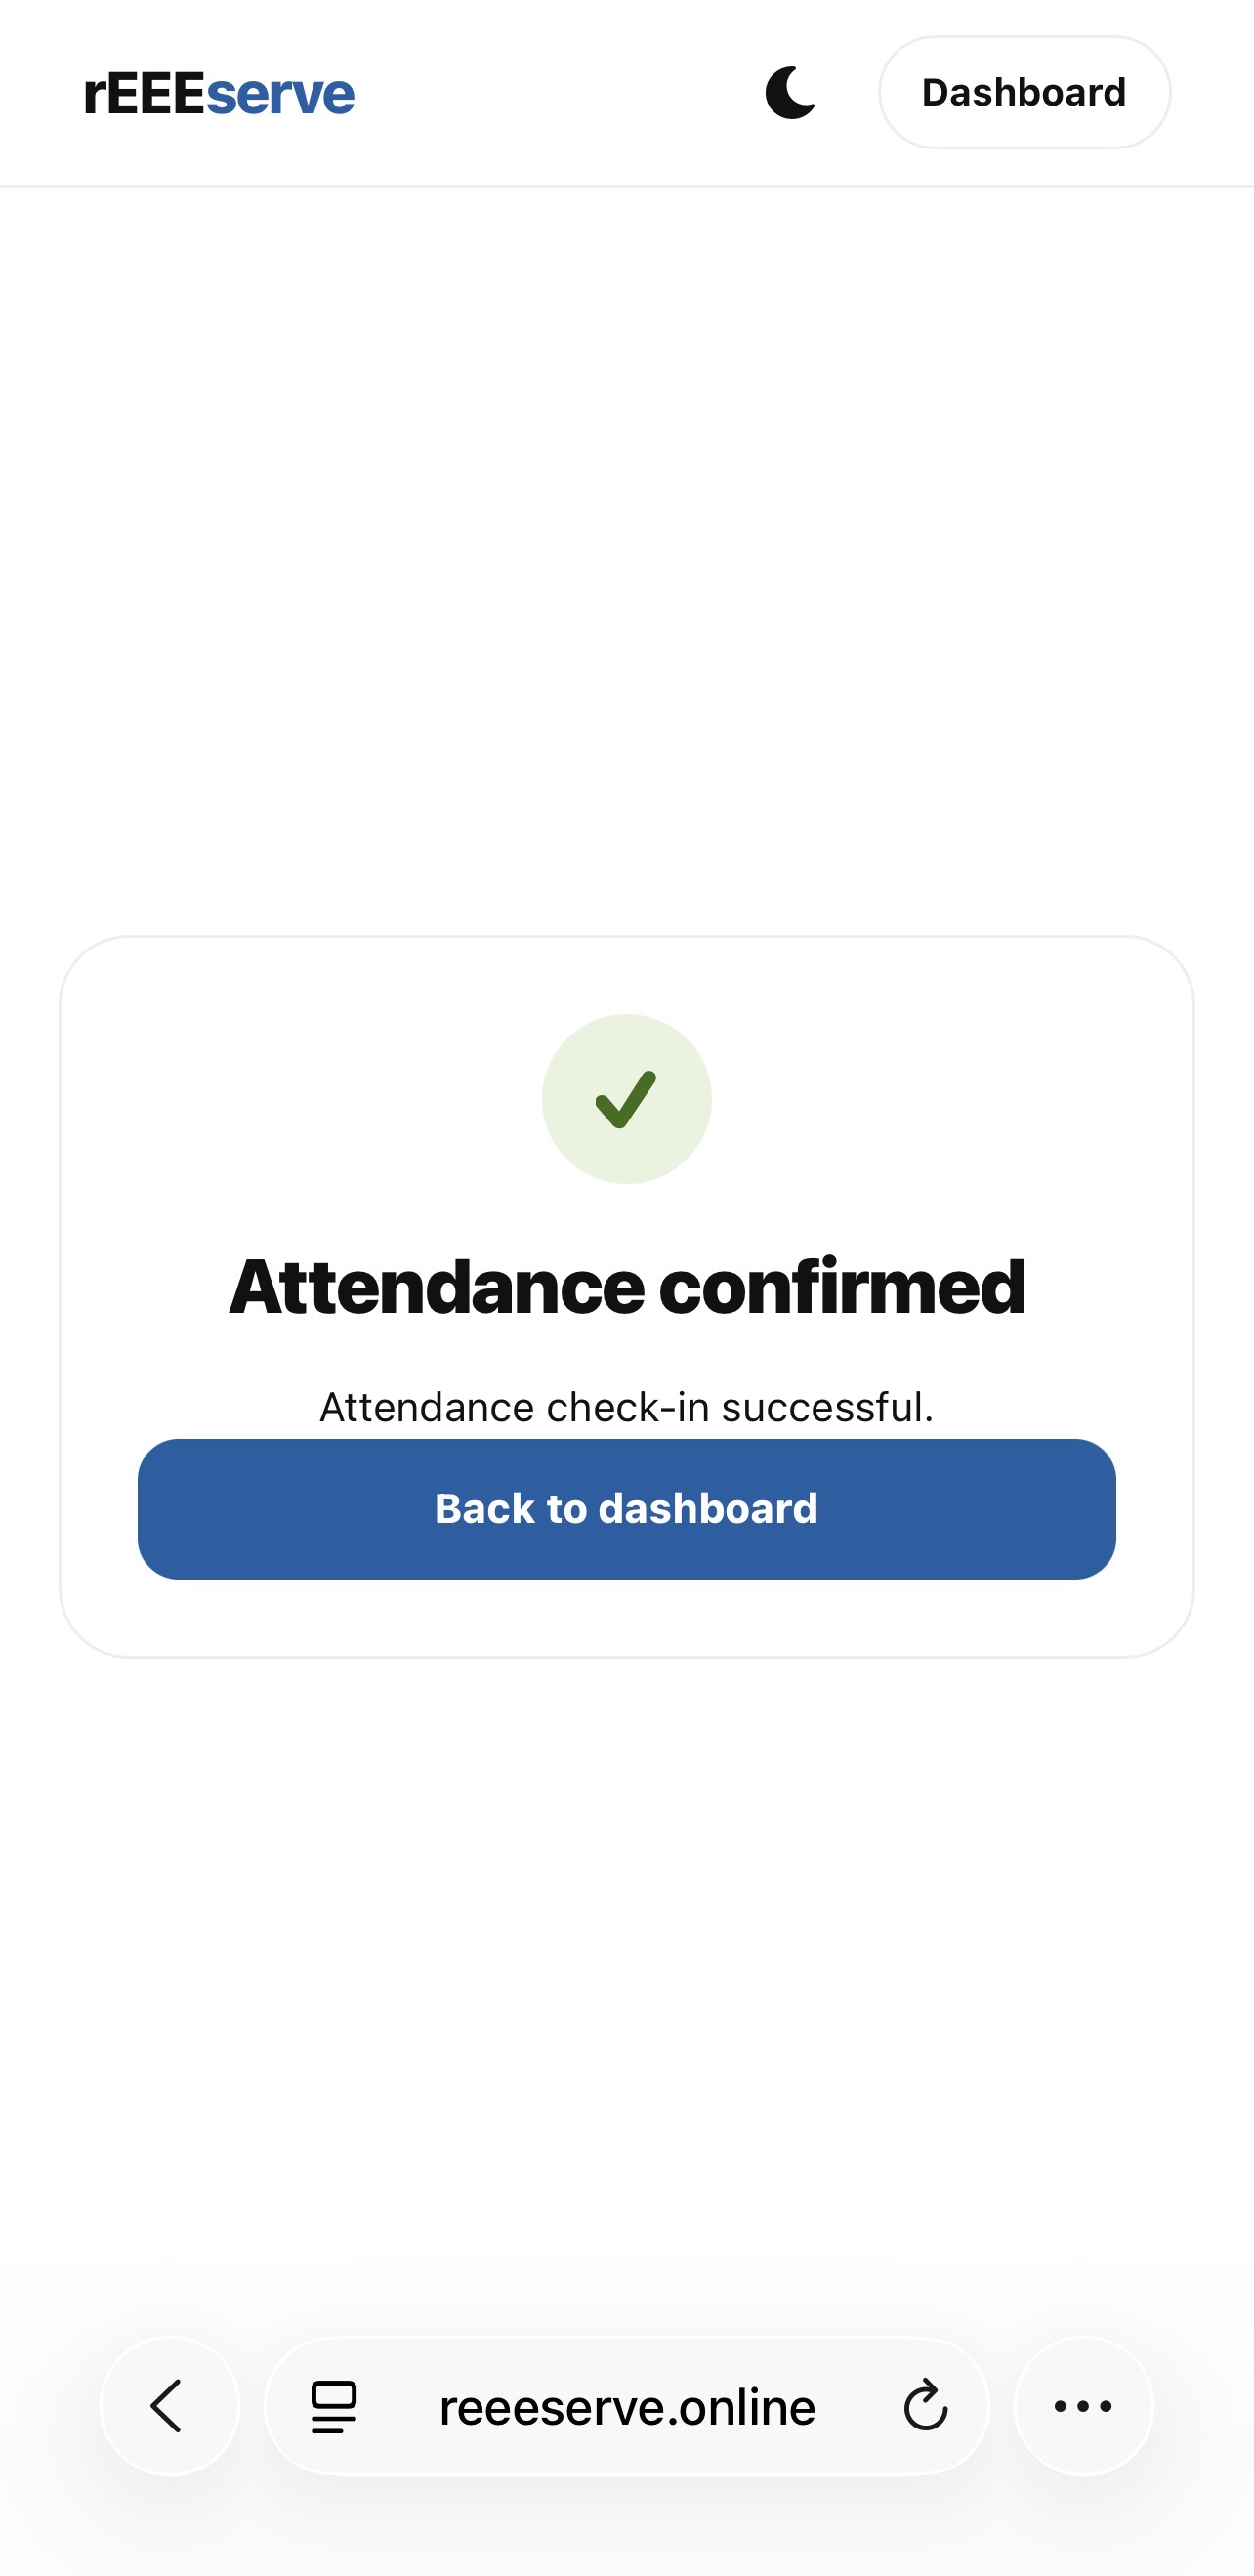 rEEEserve
Dashboard
Attendance confirmed
Attendance check-in successful.
Back to dashboard
reeeserve.online